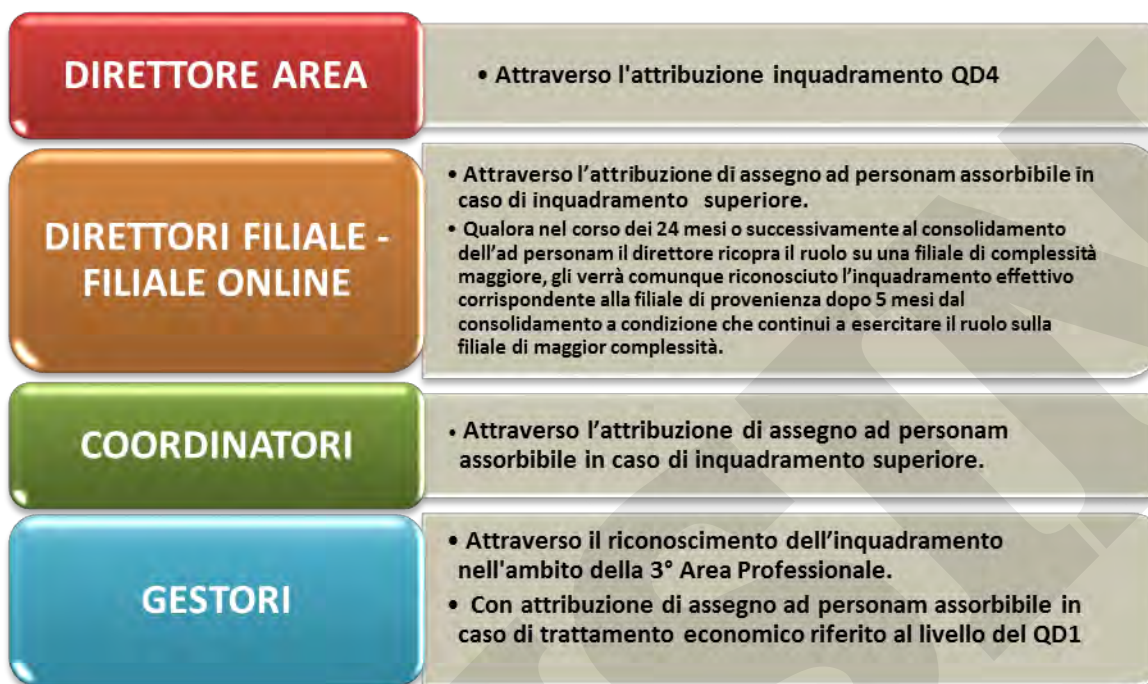 DIRETTORE AREA
• Attraverso l'attribuzione inquadramento QD4
DIRETTORI FILIALE -
FILIALE ONLINE
• Attraverso l’attribuzione di assegno ad personam assorbibile in
caso di inquadramento superiore.
• Qualora nel corso dei 24 mesi o successivamente al consolidamento
dell’ad personam il direttore ricopra il ruolo su una filiale di complessità
maggiore, gli verrà comunque riconosciuto l’inquadramento effettivo
corrispondente alla filiale di provenienza dopo 5 mesi dal
consolidamento a condizione che continui a esercitare il ruolo sulla
filiale di maggior complessità.
COORDINATORI
• Attraverso l’attribuzione di assegno ad personam
assorbibile in caso di inquadramento superiore.
GESTORI
• Attraverso il riconoscimento dell’inquadramento
nell'ambito della 3° Area Professionale.
• Con attribuzione di assegno ad personam assorbibile in
caso di trattamento economico riferito al livello del QD1